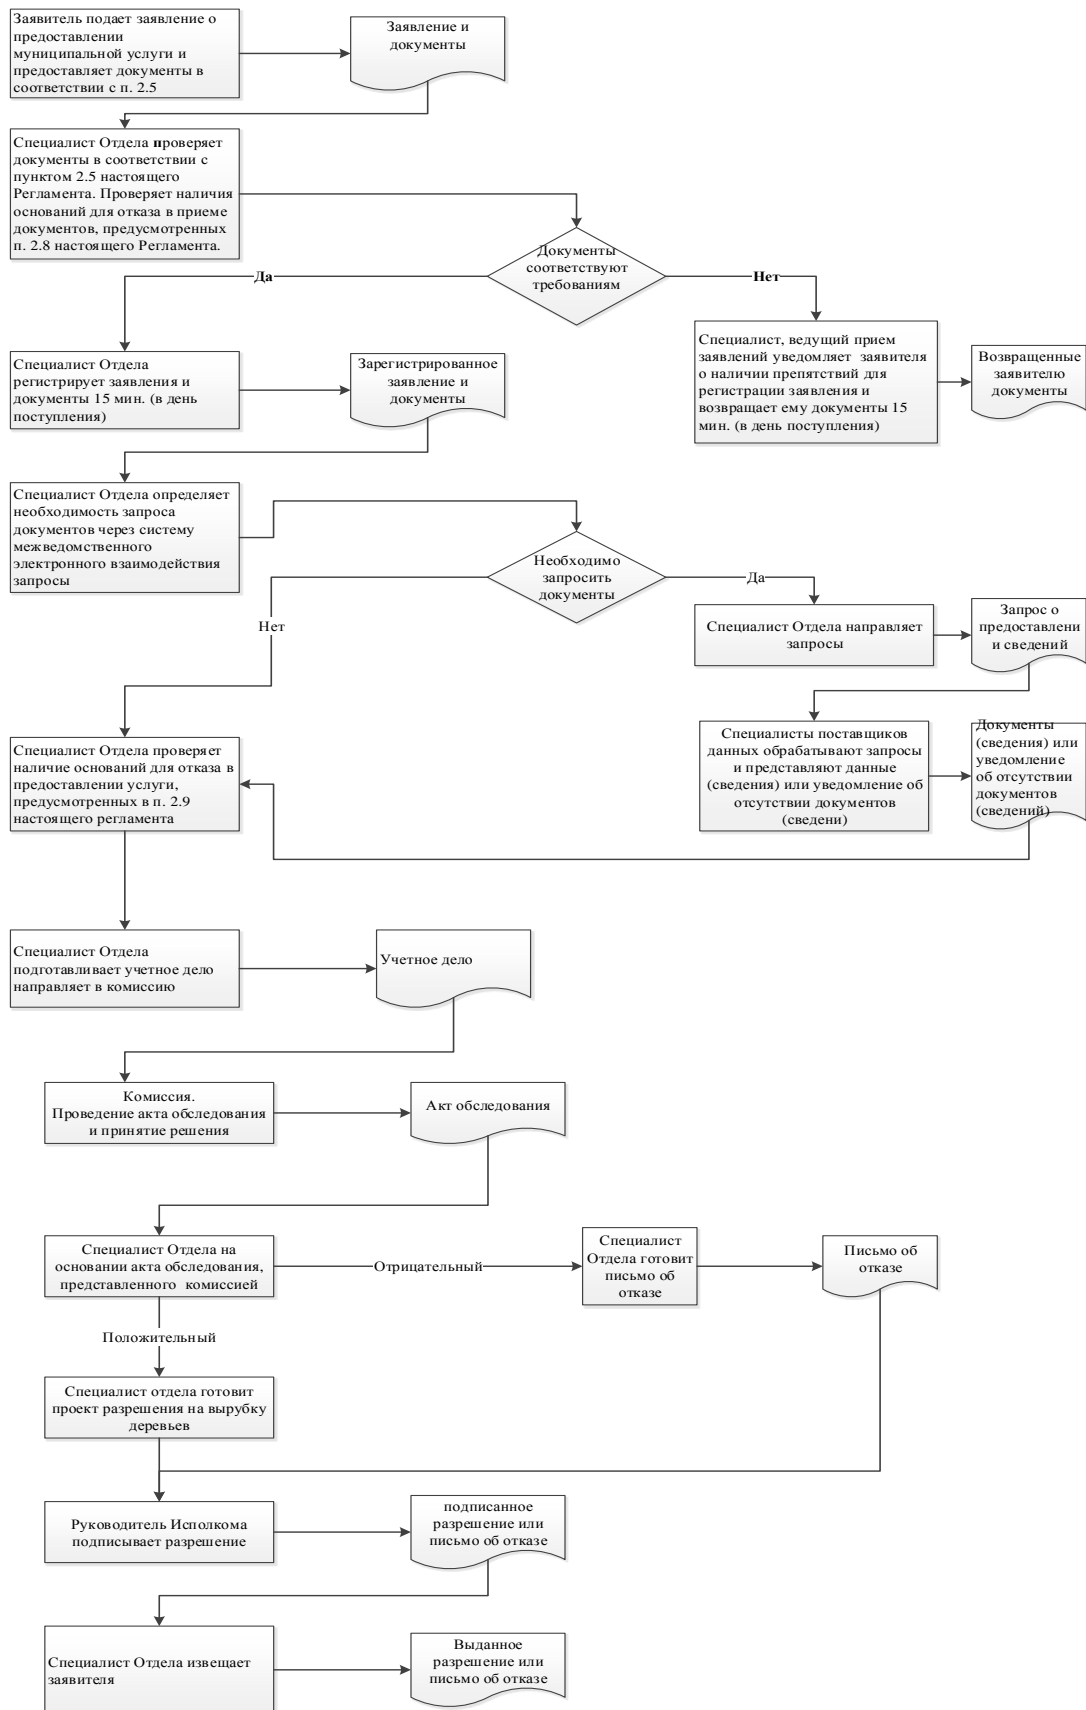 Заявитель подает заявление о
предоставлении
муниципальной услуги и
предоставляет документы в
соответствии с п. 2.5
Заявление и
документы
Специалист Отдела проверяет
документы в соответствии с
пунктом 2.5 настоящего
Регламента. Проверяет наличия
оснований для отказа в приеме
документов, предусмотренных
п. 2.8 настоящего Регламента.
Документы
соответствуют
требованиям
Да
Нет
Специалист Отдела
регистрирует заявления и
документы 15 мин. (в день
поступления)
Зарегистрированное
заявление и
документы
Специалист, ведущий прием
заявлений уведомляет заявителя
о наличии препятствий для
регистрации заявления и
возвращает ему документы 15
мин. (в день поступления)
Возвращенные
заявителю
документы
Специалист Отдела определяет
необходимость запроса
документов через систему
межведомственного
электронного взаимодействия
запросы
Необходимо
запросить
документы
Да
Нет
Специалист Отдела направляет
запросы
Запрос о
предоставлени
и сведений
Специалист Отдела проверяет
наличие оснований для отказа в
предоставлении услуги,
предусмотренных в п. 2.9
настоящего регламента
Специалисты поставщиков
данных обрабатывают запросы
и представляют данные
(сведения) или уведомление об
отсутствии документов
(сведени)
Документы
(сведения) или
уведомление
об отсутствии
документов
(сведений)
Специалист Отдела
подготавливает учетное дело
направляет в комиссию
Учетное дело
Комиссия.
Проведение акта обследования
и принятие решения
Акт обследования
Специалист Отдела на
основании акта обследования,
представленного комиссией
Отрицательный
Специалист
Отдела готовит
письмо об
отказе
Письмо об
отказе
Положительный
Специалист отдела готовит
проект разрешения на вырубку
деревьев
Руководитель Исполкома
подписывает разрешение
подписанное
разрешение или
письмо об отказе
Специалист Отдела извещает
заявителя
Выданное
разрешение или
письмо об отказе